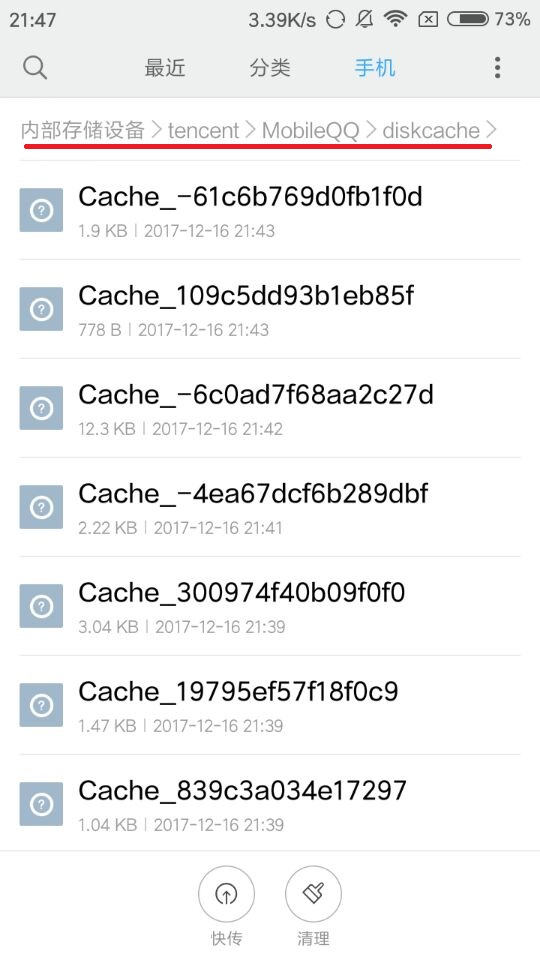 21:47 3.39K/s 73%
最近 分类 手机
内部存储设备 > tencent > MobileQQ > diskcache >
Cache_-61c6b769d0fb1f0d
1.9 KB | 2017-12-16 21:43
Cache_109c5dd93b1eb85f
778 B | 2017-12-16 21:43
Cache_-6c0ad7f68aa2c27d
12.3 KB | 2017-12-16 21:42
Cache_-4ea67dcf6b289dbf
2.22 KB | 2017-12-16 21:41
Cache_300974f40b09f0f0
3.04 KB | 2017-12-16 21:39
Cache_19795ef57f18f0c9
1.47 KB | 2017-12-16 21:39
Cache_839c3a034e17297
1.04 KB | 2017-12-16 21:39
快传 清理